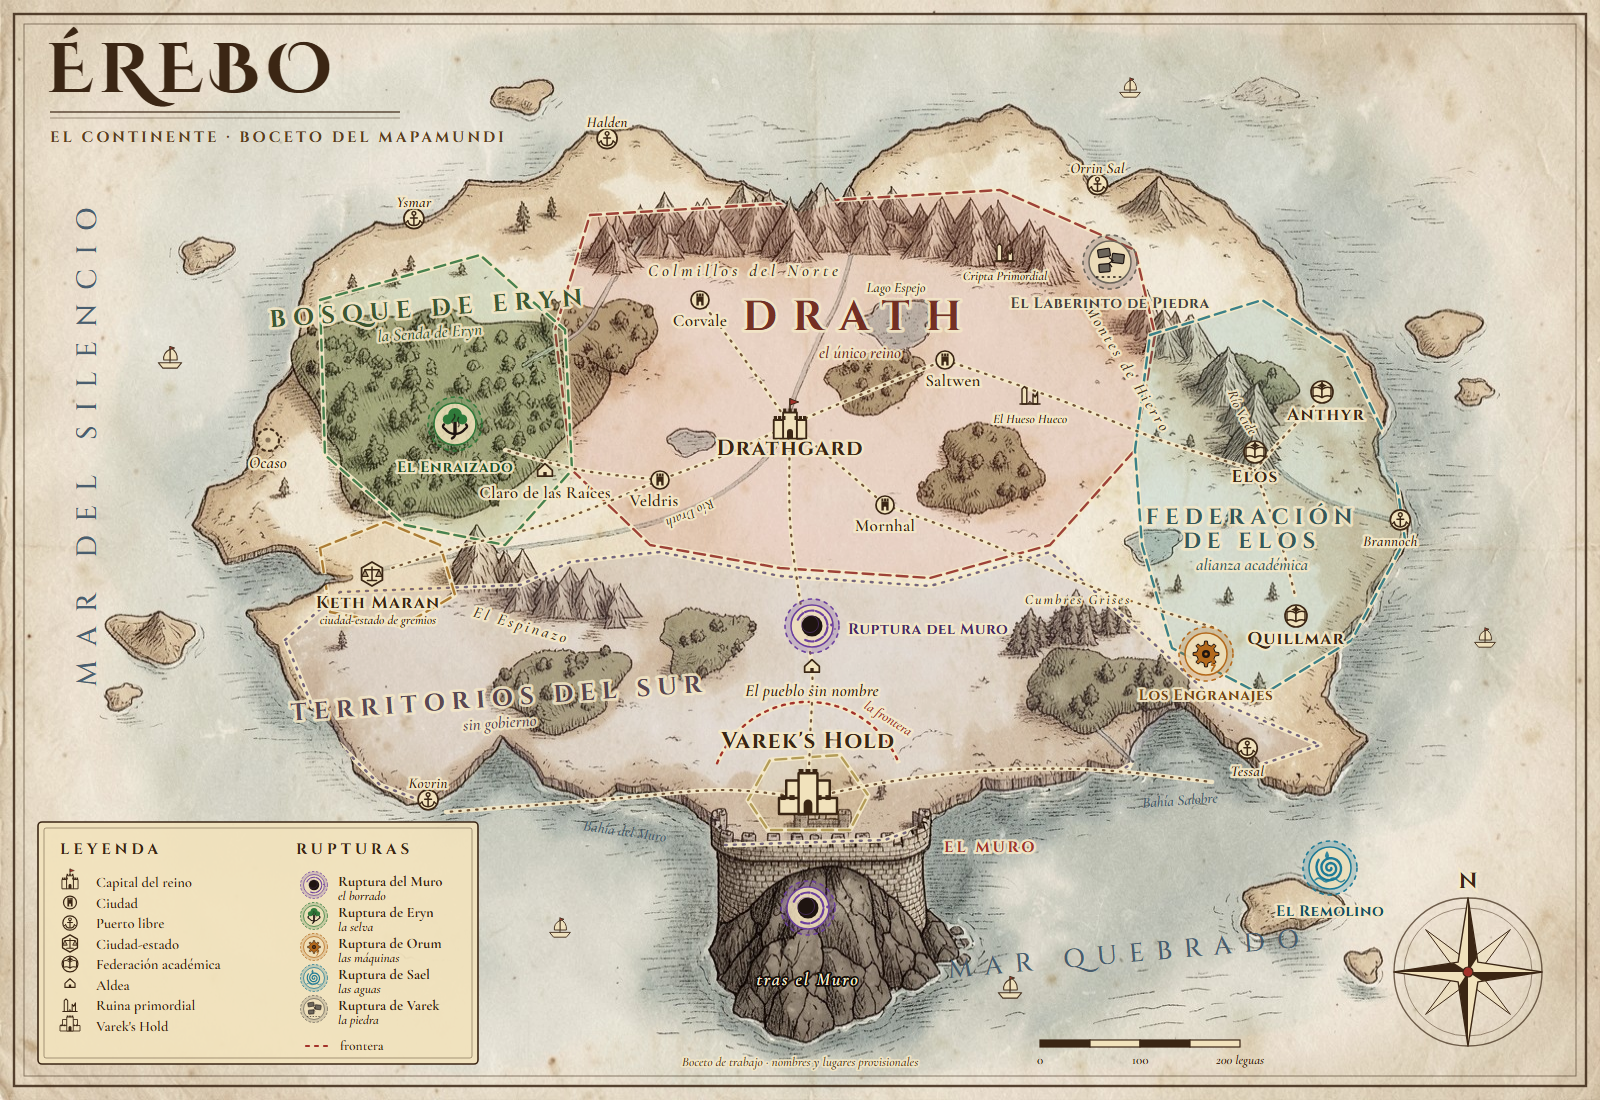 ÉREBO
EL CONTINENTE · BOCETO DEL MAPAMUNDI
MAR DEL SILENCIO
Halden
Ysmar
Orrin Sal
BOSQUE DE ERYN
la Senda de Eryn
Colmillos del Norte
Cripta Primordial
Lago Espejo
EL LABERINTO DE PIEDRA
Corvale
DRATH
el único reino
Montes de Hierro
Saltwen
El Hueso Hueco
Río Verde
ANTHYR
DRATHGARD
Ocaso
EL ENRAIZADO
Claro de las Raíces
Veldris
Río Drath
Mornhal
ELOS
FEDERACIÓN
DE ELOS
alianza académica
Brannoch
KETH MARAN
ciudad-estado de gremios
El Espinazo
RUPTURA DEL MURO
Cumbres Grises
QUILLMAR
LOS ENGRANAJES
TERRITORIOS DEL SUR
sin gobierno
El pueblo sin nombre
la frontera
VAREK'S HOLD
Kovrin
Tessal
Bahía Salobre
Bahía del Muro
EL MURO
tras el Muro
EL REMOLINO
MAR QUEBRADO
N
LEYENDA
Capital del reino
Ciudad
Puerto libre
Ciudad-estado
Federación académica
Aldea
Ruina primordial
Varek's Hold
RUPTURAS
Ruptura del Muro
el borrado
Ruptura de Eryn
la selva
Ruptura de Orum
las máquinas
Ruptura de Sael
las aguas
Ruptura de Varek
la piedra
frontera
Boceto de trabajo · nombres y lugares provisionales
0 100 200 leguas